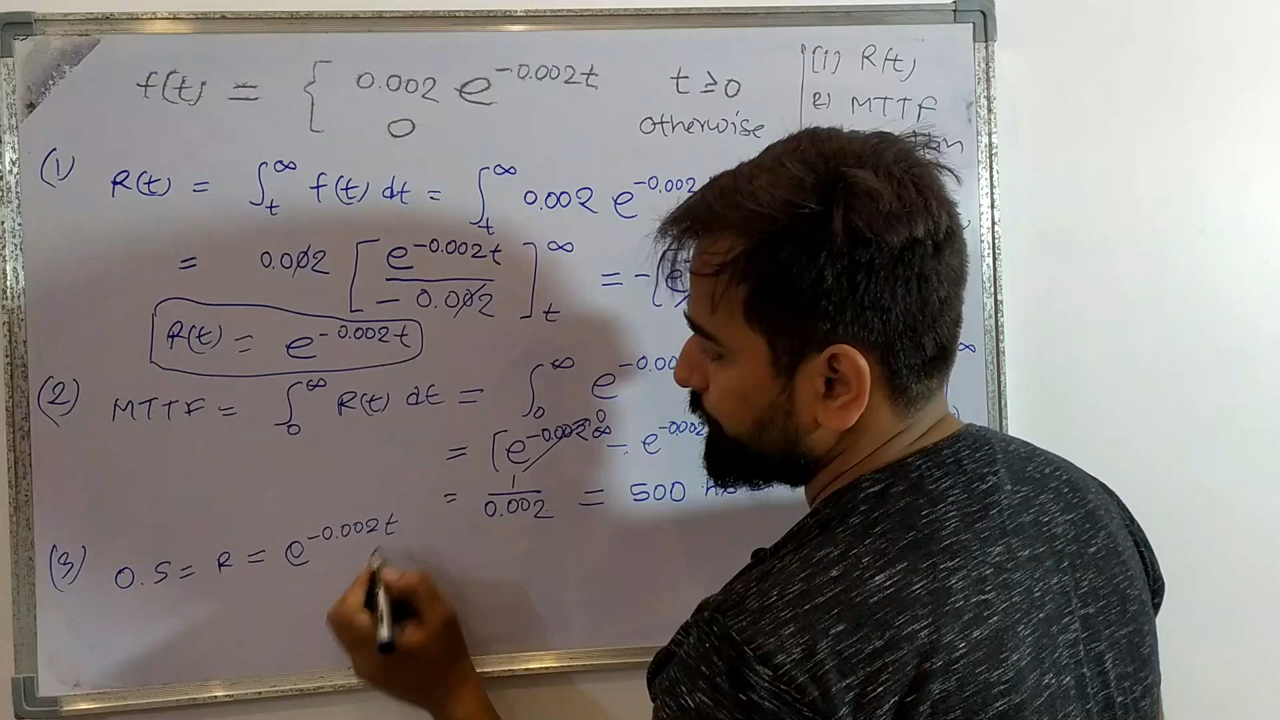 f(t) = { 0.002 e^-0.002t t ≥ 0
0 otherwise
(1) R(t)
2) MTTF
(1) R(t) = ∫_t^∞ f(t) dt = ∫_t^∞ 0.002 e^-0.002
= 0.002 [ e^-0.002t / - 0.002 ]_t^∞ = - [e
R(t) = e^-0.002t
(2) MTTF = ∫_0^∞ R(t) dt = ∫_0^∞ e^-0.00 ∞
= [e^-0.002 ∞ 0 - e^-0.002
= 1/0.002 = 500
(3) 0.5 = R = e^-0.002t